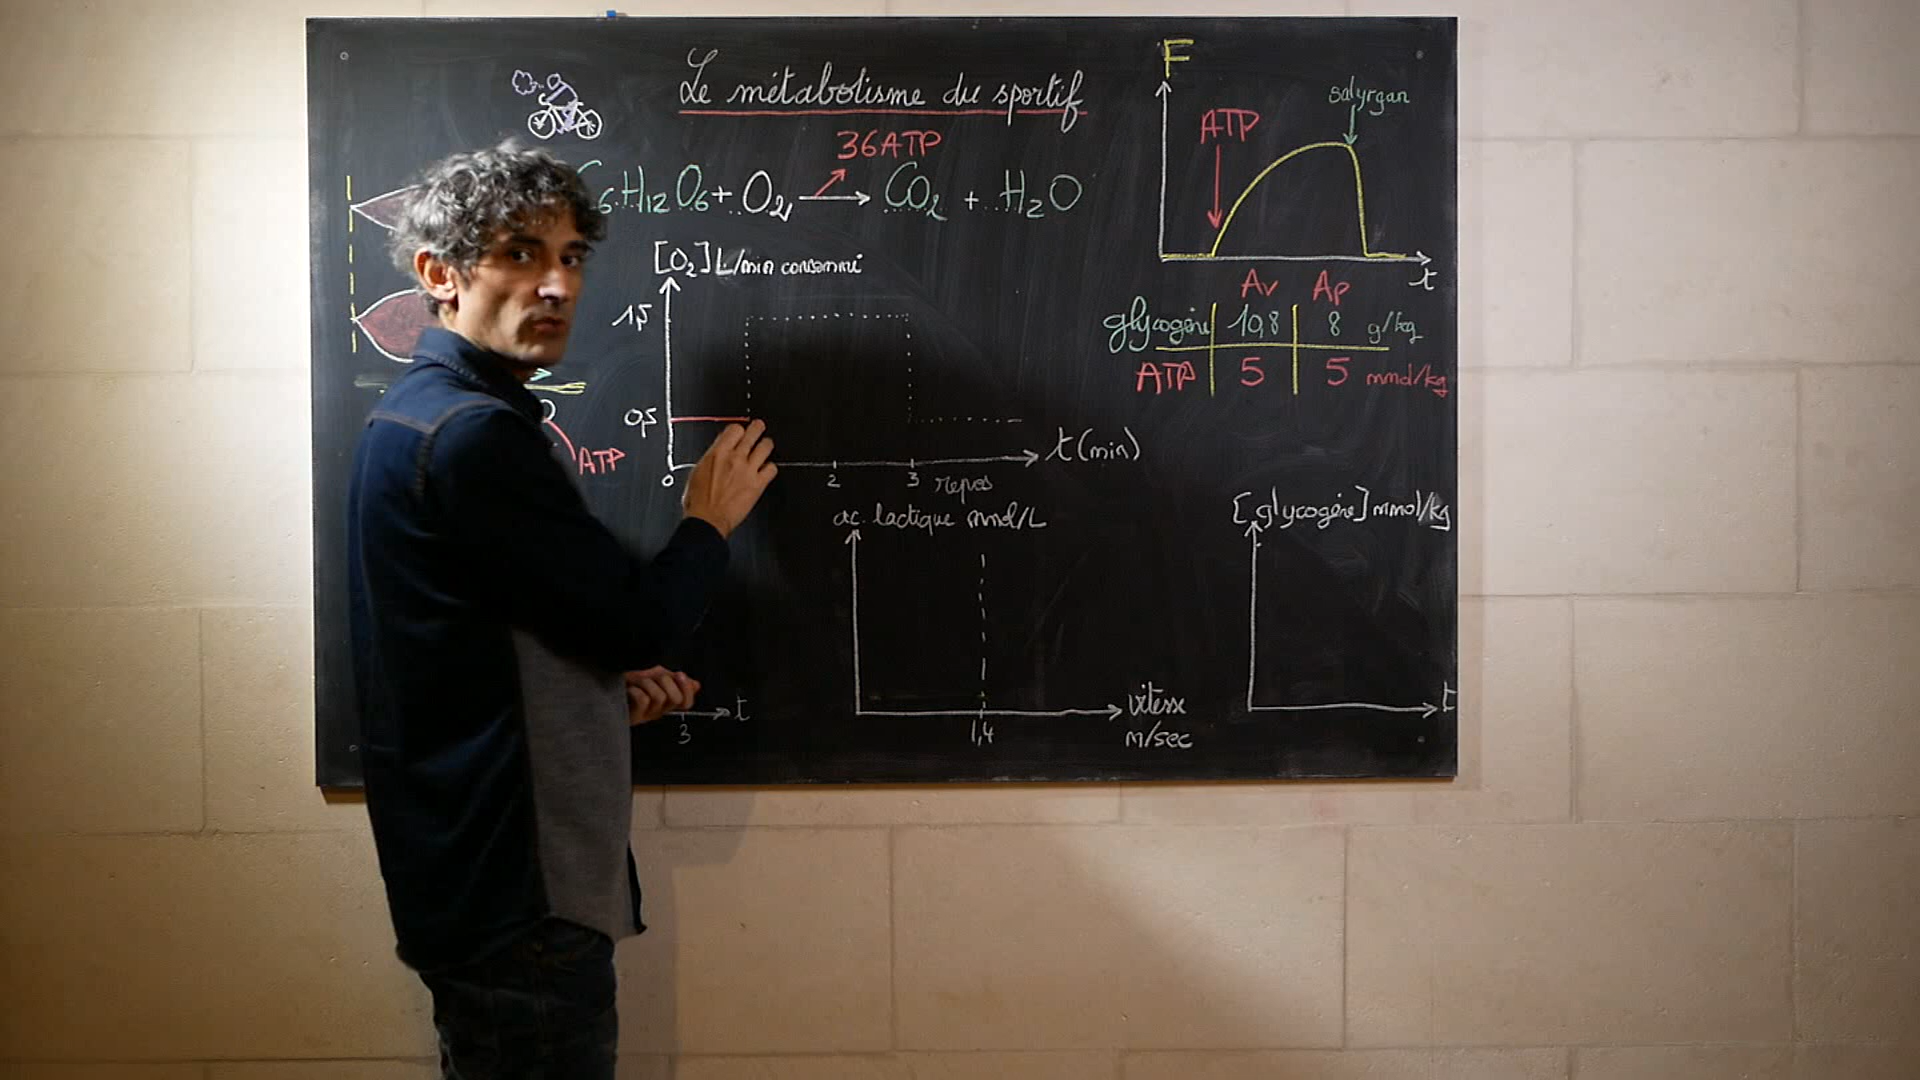 Le métabolisme du sportif
36ATP
6H12O6 + O2 → CO2 + H2O
[O2] L/min consommé
1,5
0,5
0
2
3
repos
t (min)
ATP
F
ATP
salyrgan
t
Av Ap
glycogène 10,8 8 g/kg
ATP 5 5 mmol/kg
t
3
ac. lactique mmol/L
1,4
vitesse
m/sec
[glycogène] mmol/kg
t